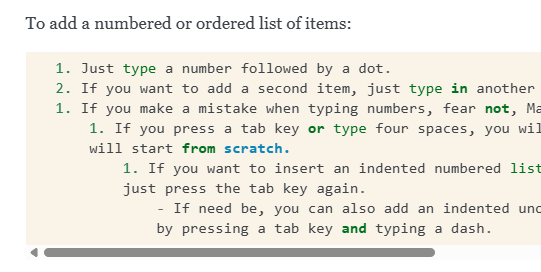 To add a numbered or ordered list of items:
1. Just type a number followed by a dot.
2. If you want to add a second item, just type in another
1. If you make a mistake when typing numbers, fear not, Ma
1. If you press a tab key or type four spaces, you wil
will start from scratch.
1. If you want to insert an indented numbered list
just press the tab key again.
- If need be, you can also add an indented uno
by pressing a tab key and typing a dash.